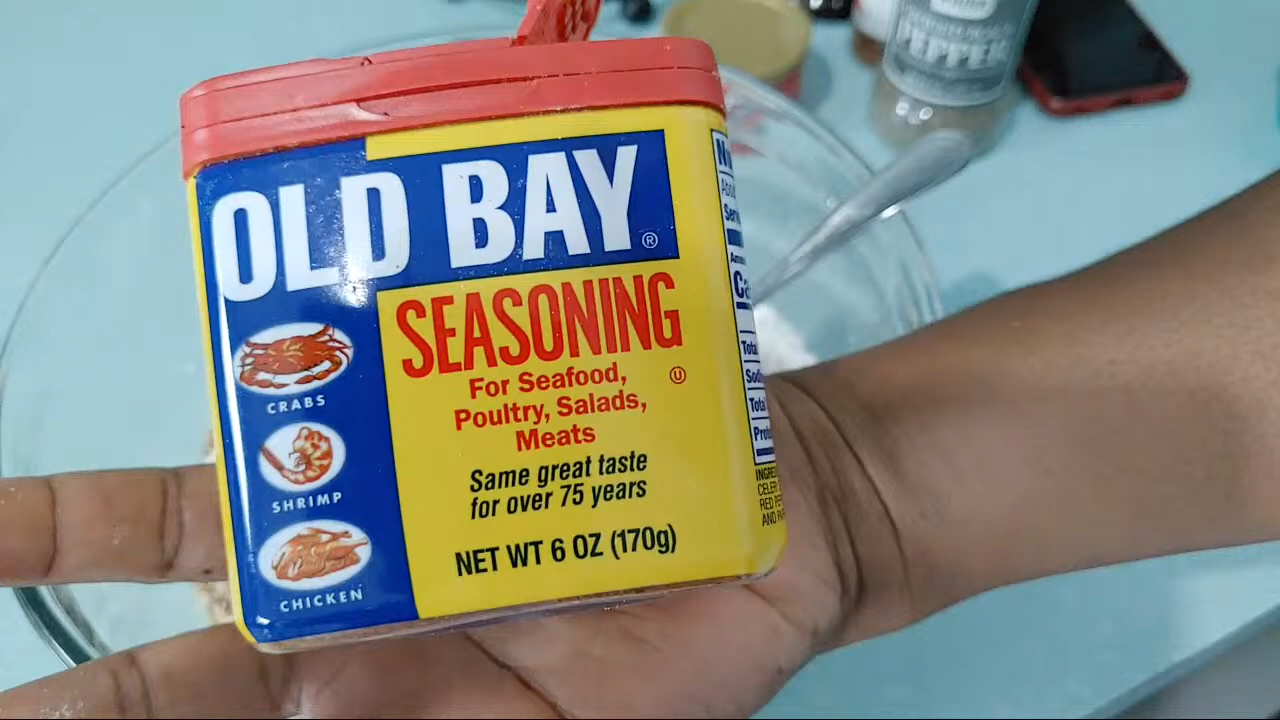 PEPPER
OLD BAY®
SEASONING
For Seafood,
Poultry, Salads,
Meats
Ⓤ
Same great taste
for over 75 years
NET WT 6 OZ (170g)
CRABS
SHRIMP
CHICKEN